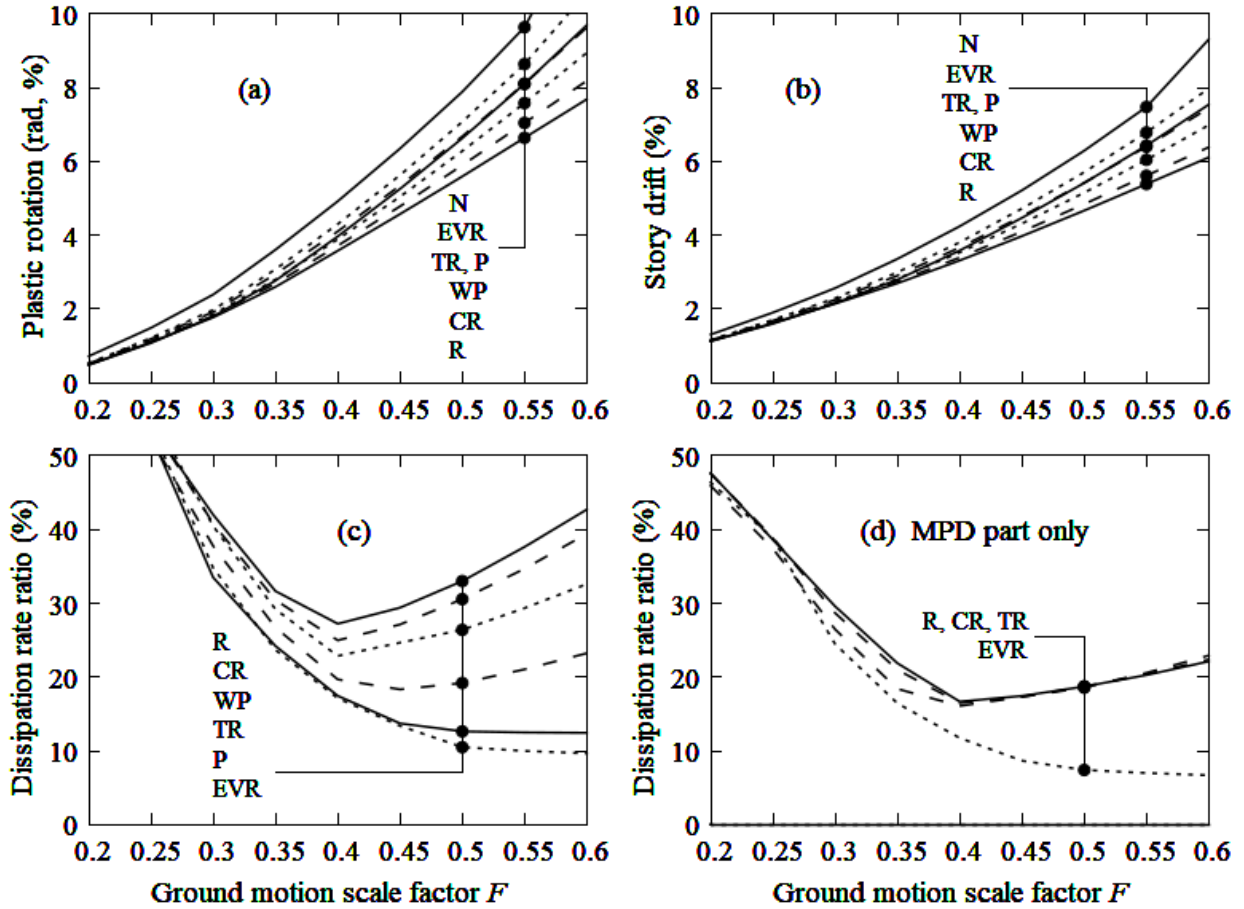 Plastic rotation (rad, %)
10
8
6
4
2
0
(a)
N
EVR
TR, P
WP
CR
R
0.2 0.25 0.3 0.35 0.4 0.45 0.5 0.55 0.6
Story drift (%)
10
8
6
4
2
0
(b)
N
EVR
TR, P
WP
CR
R
0.2 0.25 0.3 0.35 0.4 0.45 0.5 0.55 0.6
Dissipation rate ratio (%)
50
40
30
20
10
0
(c)
R
CR
WP
TR
P
EVR
0.2 0.25 0.3 0.35 0.4 0.45 0.5 0.55 0.6
Ground motion scale factor F
Dissipation rate ratio (%)
50
40
30
20
10
0
(d) MPD part only
R, CR, TR
EVR
0.2 0.25 0.3 0.35 0.4 0.45 0.5 0.55 0.6
Ground motion scale factor F